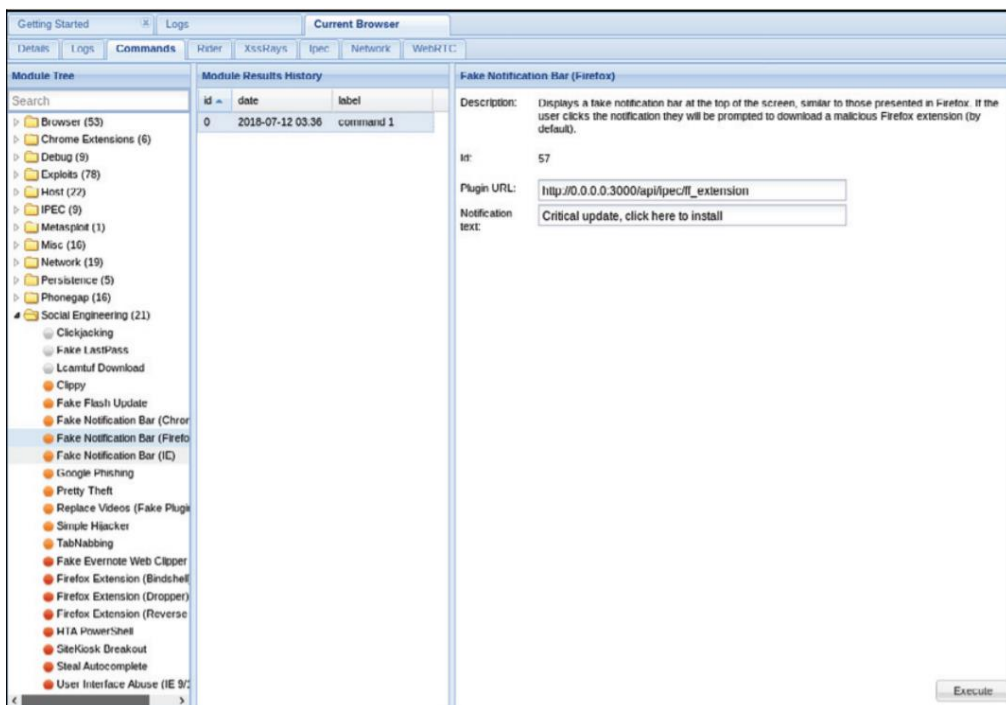 Getting Started
Logs
Current Browser
Details Logs Commands Rider XssRays Ipec Network WebRTC
Module Tree
Search
Browser (53)
Chrome Extensions (6)
Debug (9)
Exploits (78)
Host (22)
IPEC (9)
Metasploit (1)
Misc (16)
Network (19)
Persistence (5)
Phonegap (16)
Social Engineering (21)
Clickjacking
Fake LastPass
Lcamtuf Download
Clippy
Fake Flash Update
Fake Notification Bar (Chror
Fake Notification Bar (Firefo
Fake Notification Bar (IE)
Google Phishing
Pretty Theft
Replace Videos (Fake Plugi
Simple Hijacker
TabNabbing
Fake Evernote Web Clipper
Firefox Extension (Bindshell
Firefox Extension (Dropper)
Firefox Extension (Reverse
HTA PowerShell
SiteKiosk Breakout
Steal Autocomplete
User Interface Abuse (IE 9/
Module Results History
id date label
0 2018-07-12 03:36 command 1
Fake Notification Bar (Firefox)
Description: Displays a fake notification bar at the top of the screen, similar to those presented in Firefox. If the
user clicks the notification they will be prompted to download a malicious Firefox extension (by
default).
Id: 57
Plugin URL: http://0.0.0.0:3000/api/ipec/ff_extension
Notification text: Critical update, click here to install
Execute